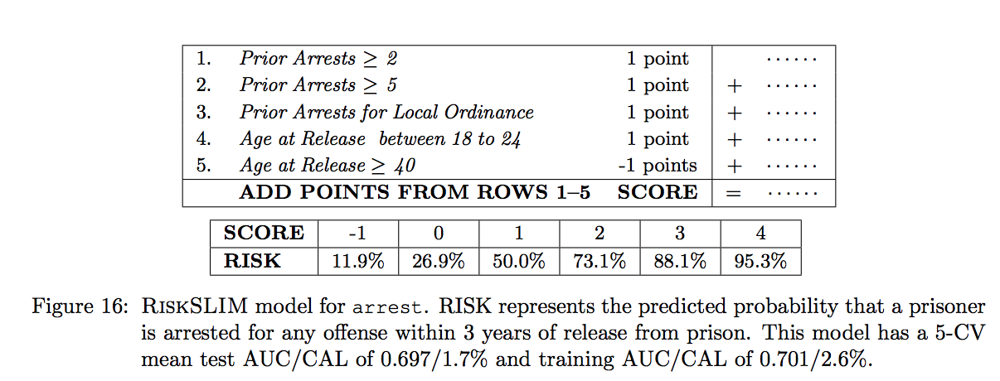 1. Prior Arrests ≥ 2 1 point ······
2. Prior Arrests ≥ 5 1 point + ······
3. Prior Arrests for Local Ordinance 1 point + ······
4. Age at Release between 18 to 24 1 point + ······
5. Age at Release ≥ 40 -1 points + ······
ADD POINTS FROM ROWS 1–5 SCORE = ······
SCORE -1 0 1 2 3 4
RISK 11.9% 26.9% 50.0% 73.1% 88.1% 95.3%
Figure 16: RISKSLIM model for arrest. RISK represents the predicted probability that a prisoner
is arrested for any offense within 3 years of release from prison. This model has a 5-CV
mean test AUC/CAL of 0.697/1.7% and training AUC/CAL of 0.701/2.6%.